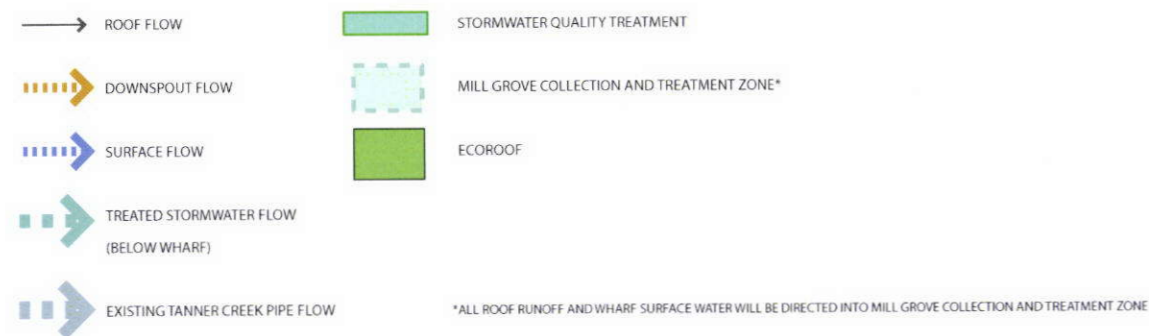 ROOF FLOW
DOWNSPOUT FLOW
SURFACE FLOW
TREATED STORMWATER FLOW
(BELOW WHARF)
EXISTING TANNER CREEK PIPE FLOW
STORMWATER QUALITY TREATMENT
MILL GROVE COLLECTION AND TREATMENT ZONE*
ECOROOF
*ALL ROOF RUNOFF AND WHARF SURFACE WATER WILL BE DIRECTED INTO MILL GROVE COLLECTION AND TREATMENT ZONE